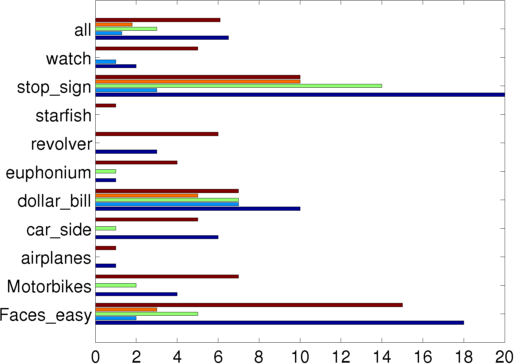 all
watch
stop_sign
starfish
revolver
euphonium
dollar_bill
car_side
airplanes
Motorbikes
Faces_easy
0 2 4 6 8 10 12 14 16 18 20